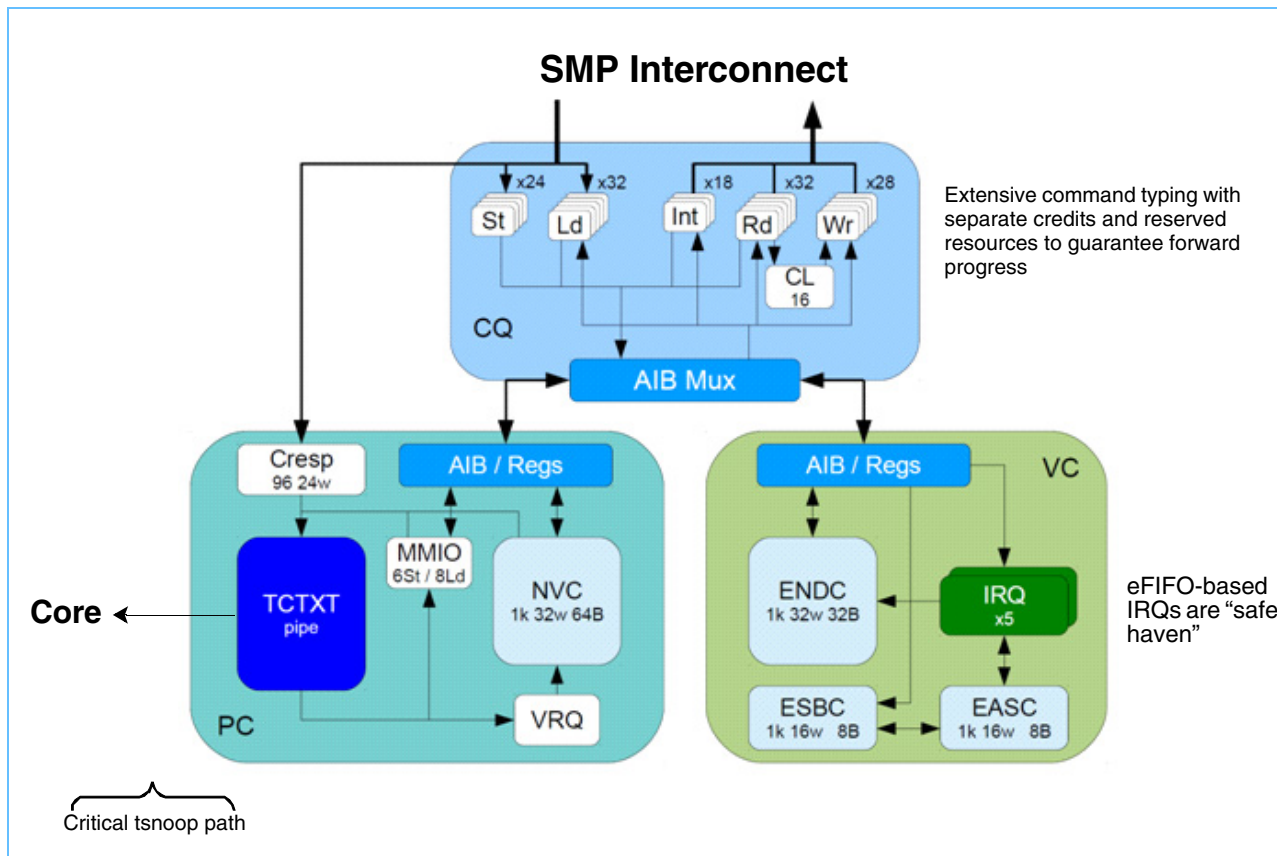 SMP Interconnect
x24
x32
x18
x32
x28
St
Ld
Int
Rd
Wr
CL
16
CQ
AIB Mux
Extensive command typing with
separate credits and reserved
resources to guarantee forward
progress
Cresp
96 24w
AIB / Regs
MMIO
6St / 8Ld
NVC
1k 32w 64B
TCTXT
pipe
Core
VRQ
PC
AIB / Regs
VC
ENDC
1k 32w 32B
IRQ
x5
ESBC
1k 16w 8B
EASC
1k 16w 8B
eFIFO-based
IRQs are “safe
haven”
Critical tsnoop path